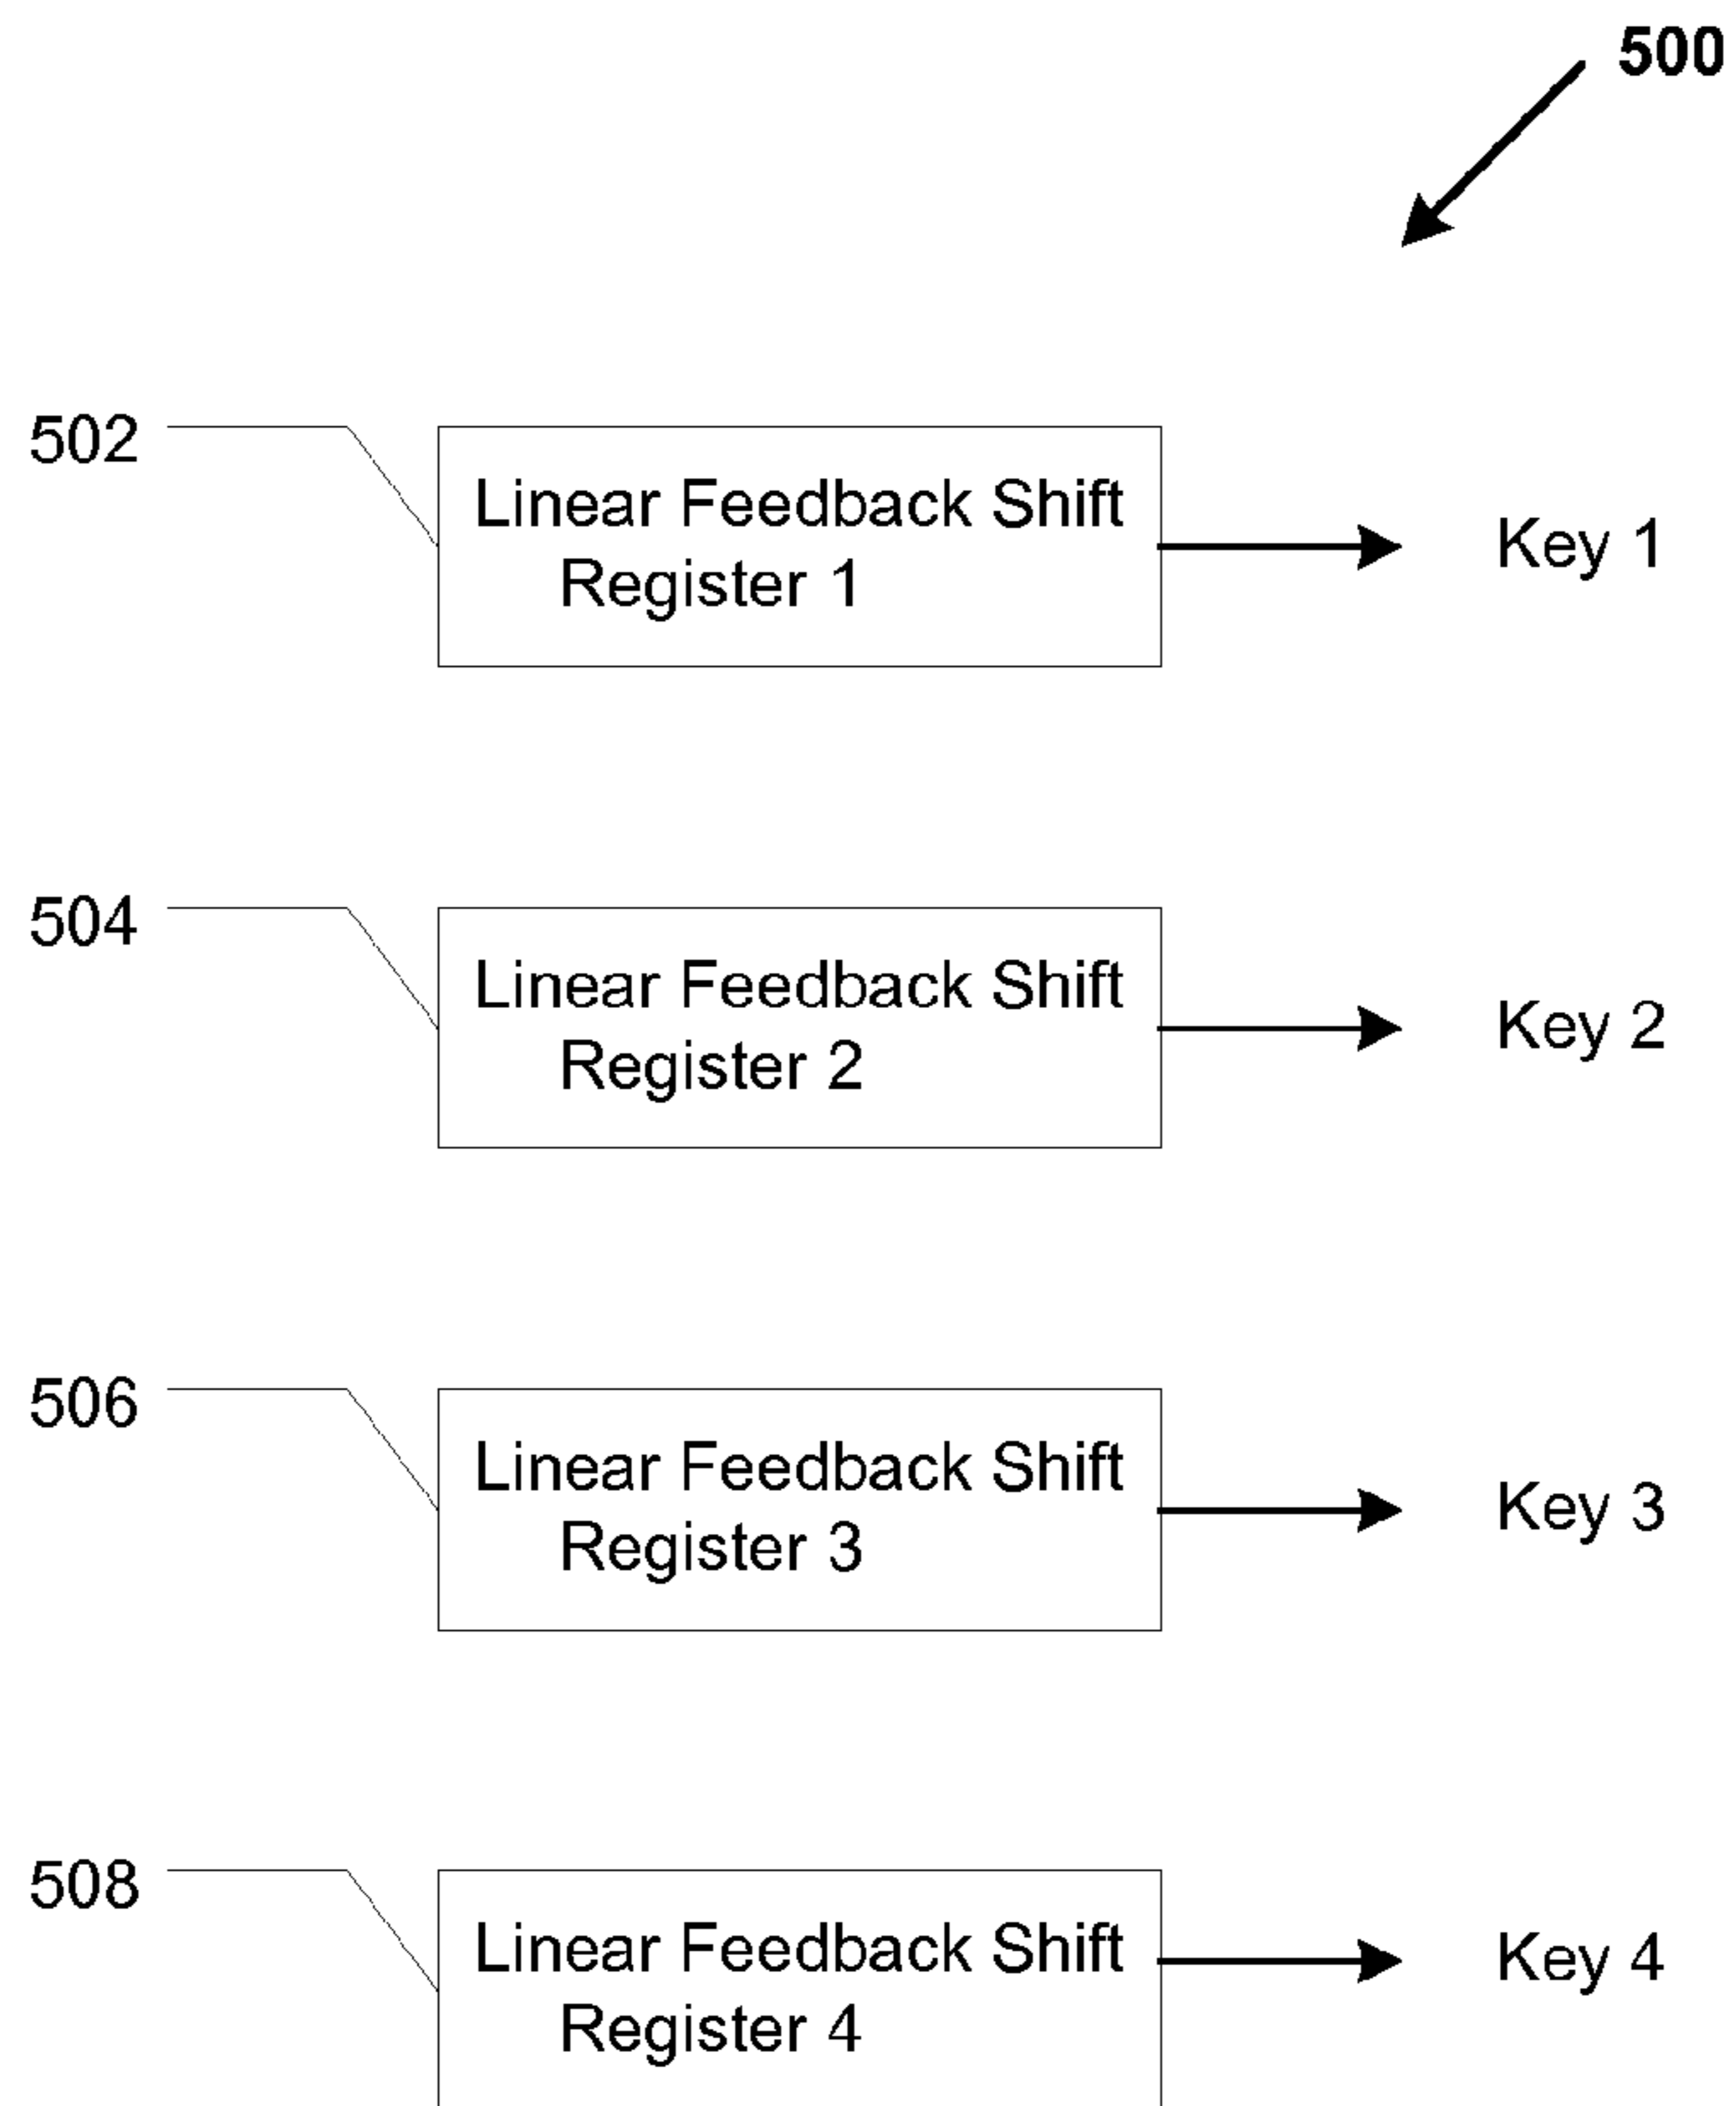 500
502
Linear Feedback Shift
Register 1
Key 1
504
Linear Feedback Shift
Register 2
Key 2
506
Linear Feedback Shift
Register 3
Key 3
508
Linear Feedback Shift
Register 4
Key 4